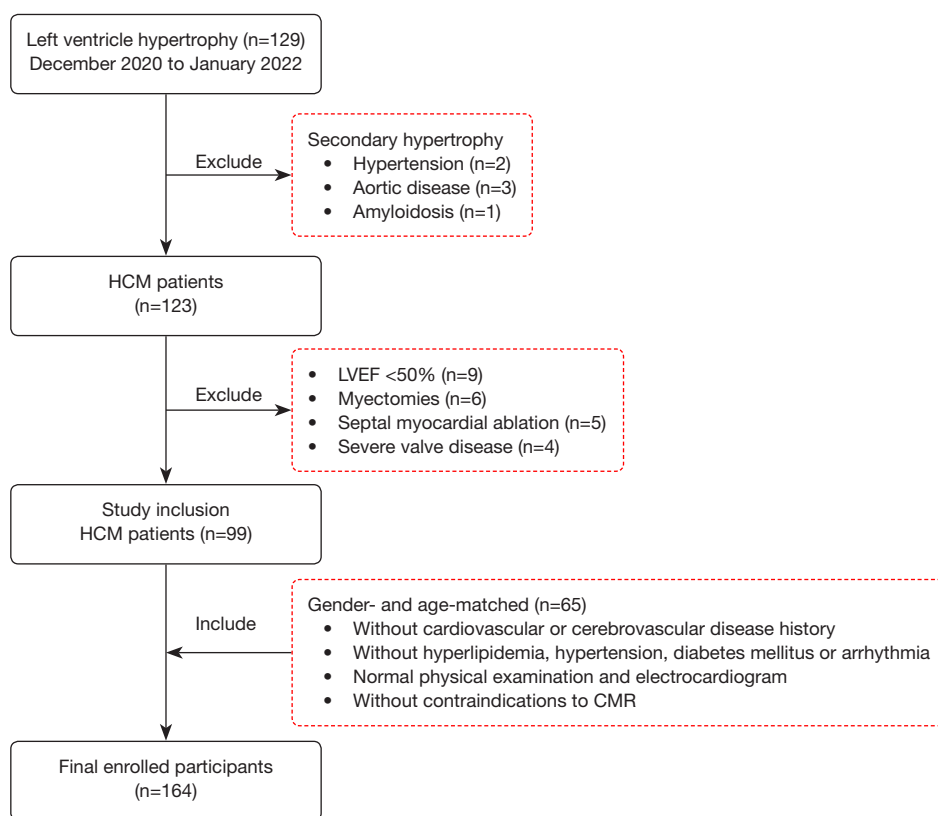 Left ventricle hypertrophy (n=129)
December 2020 to January 2022
Exclude
Secondary hypertrophy
• Hypertension (n=2)
• Aortic disease (n=3)
• Amyloidosis (n=1)
HCM patients
(n=123)
Exclude
• LVEF <50% (n=9)
• Myectomies (n=6)
• Septal myocardial ablation (n=5)
• Severe valve disease (n=4)
Study inclusion
HCM patients (n=99)
Include
Gender- and age-matched (n=65)
• Without cardiovascular or cerebrovascular disease history
• Without hyperlipidemia, hypertension, diabetes mellitus or arrhythmia
• Normal physical examination and electrocardiogram
• Without contraindications to CMR
Final enrolled participants
(n=164)